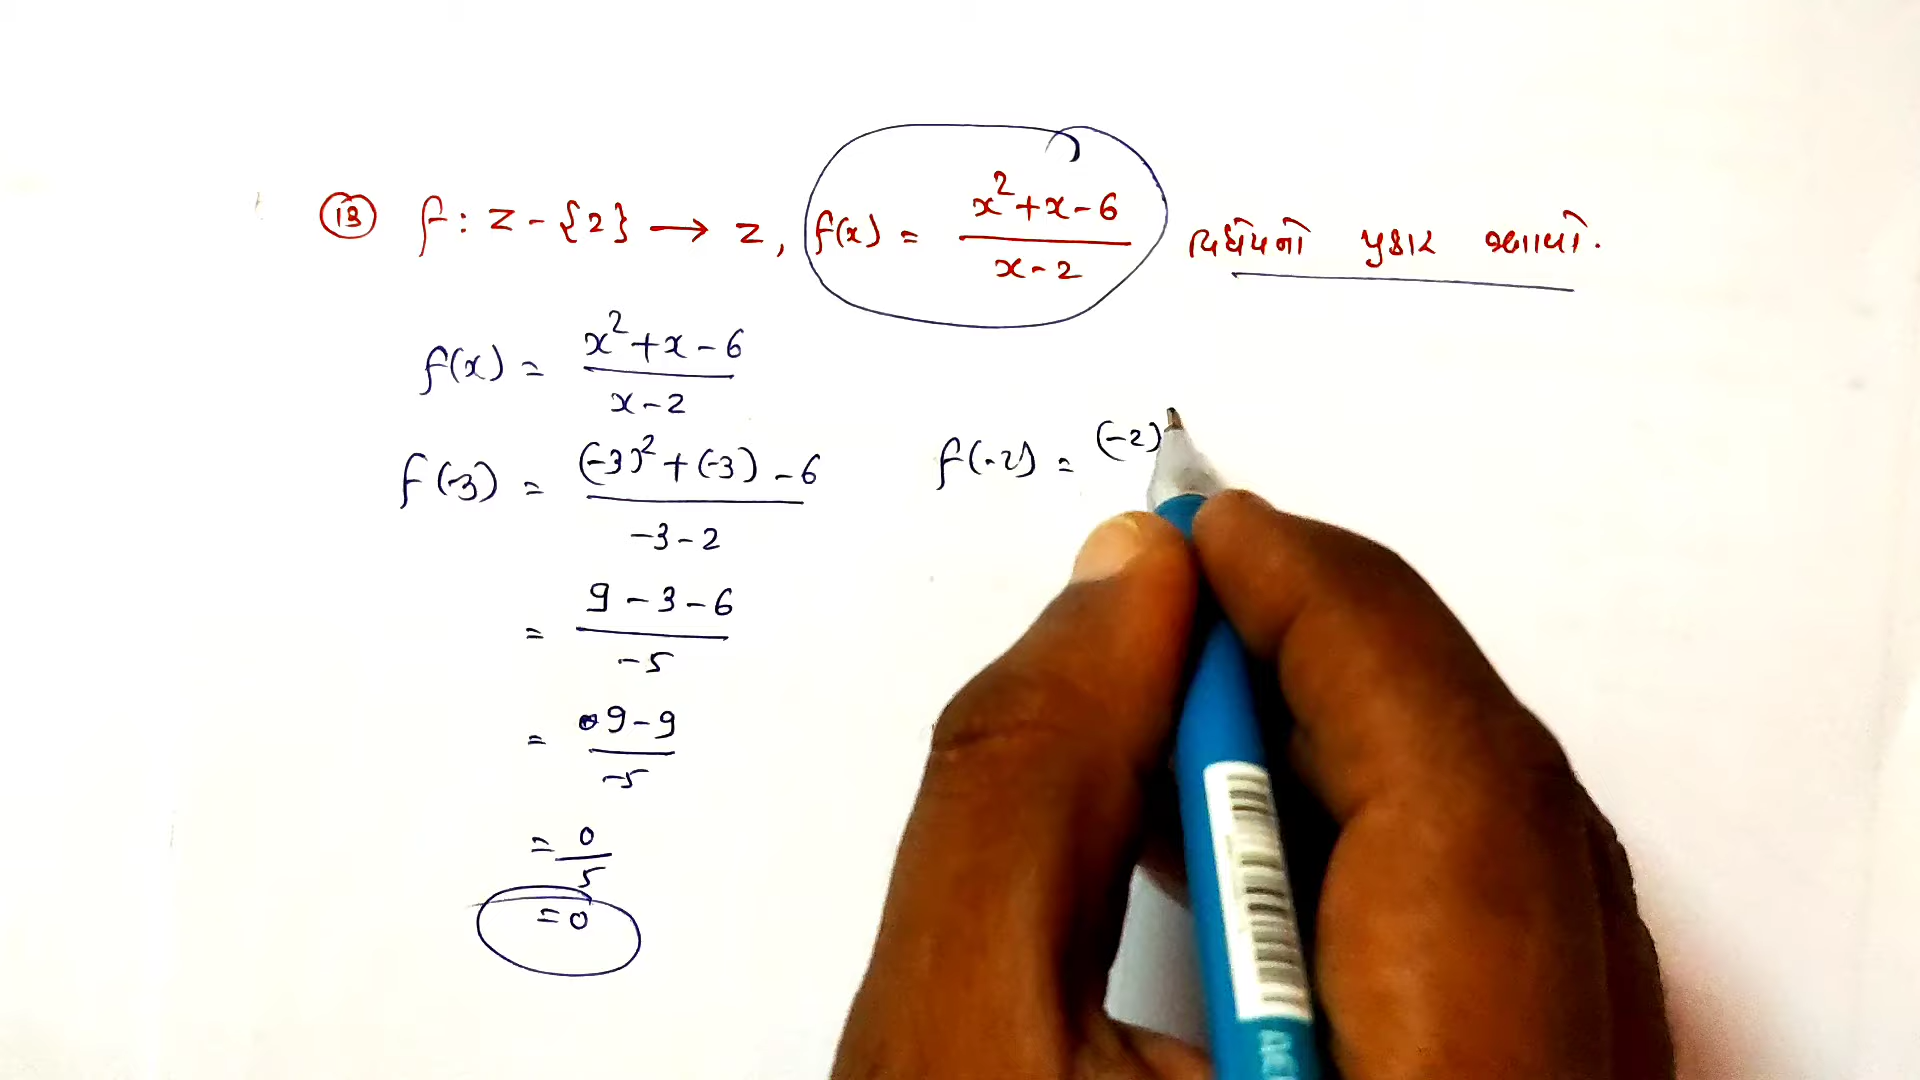 (13) f : Z - {2} → Z, f(x) = (x² + x - 6)/(x - 2) વિધેયનો પ્રકાર જણાવો.
f(x) = (x² + x - 6)/(x - 2)
f(-3) = ((-3)² + (-3) - 6)/(-3 - 2)
= (9 - 3 - 6)/(-5)
= (9 - 9)/(-5)
= 0/5
= 0
f(-2) = (-2)